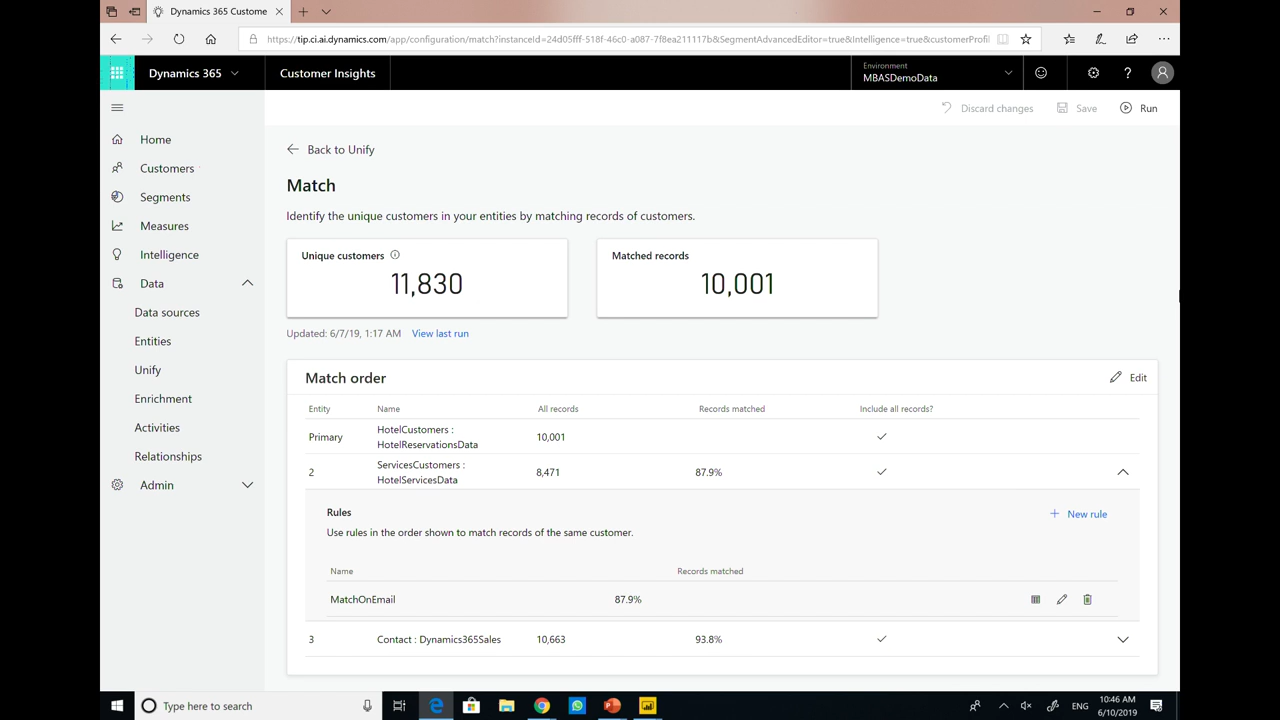 Dynamics 365 Custome
https://tip.ci.ai.dynamics.com/app/configuration/match?instanceId=24d05fff-518f-46c0-a087-7f8ea211117b&SegmentAdvancedEditor=true&Intelligence=true&customerProfil
Dynamics 365
Customer Insights
Environment
MBASDemoData
?
Discard changes
Save
Run
Home
Customers
Segments
Measures
Intelligence
Data
Data sources
Entities
Unify
Enrichment
Activities
Relationships
Admin
Back to Unify
Match
Identify the unique customers in your entities by matching records of customers.
Unique customers
11,830
Matched records
10,001
Updated: 6/7/19, 1:17 AM View last run
Match order
Edit
Entity Name All records Records matched Include all records?
Primary HotelCustomers : HotelReservationsData 10,001
2 ServicesCustomers : HotelServicesData 8,471 87.9%
Rules
New rule
Use rules in the order shown to match records of the same customer.
Name Records matched
MatchOnEmail 87.9%
3 Contact : Dynamics365Sales 10,663 93.8%
Type here to search
ENG
10:46 AM
6/10/2019